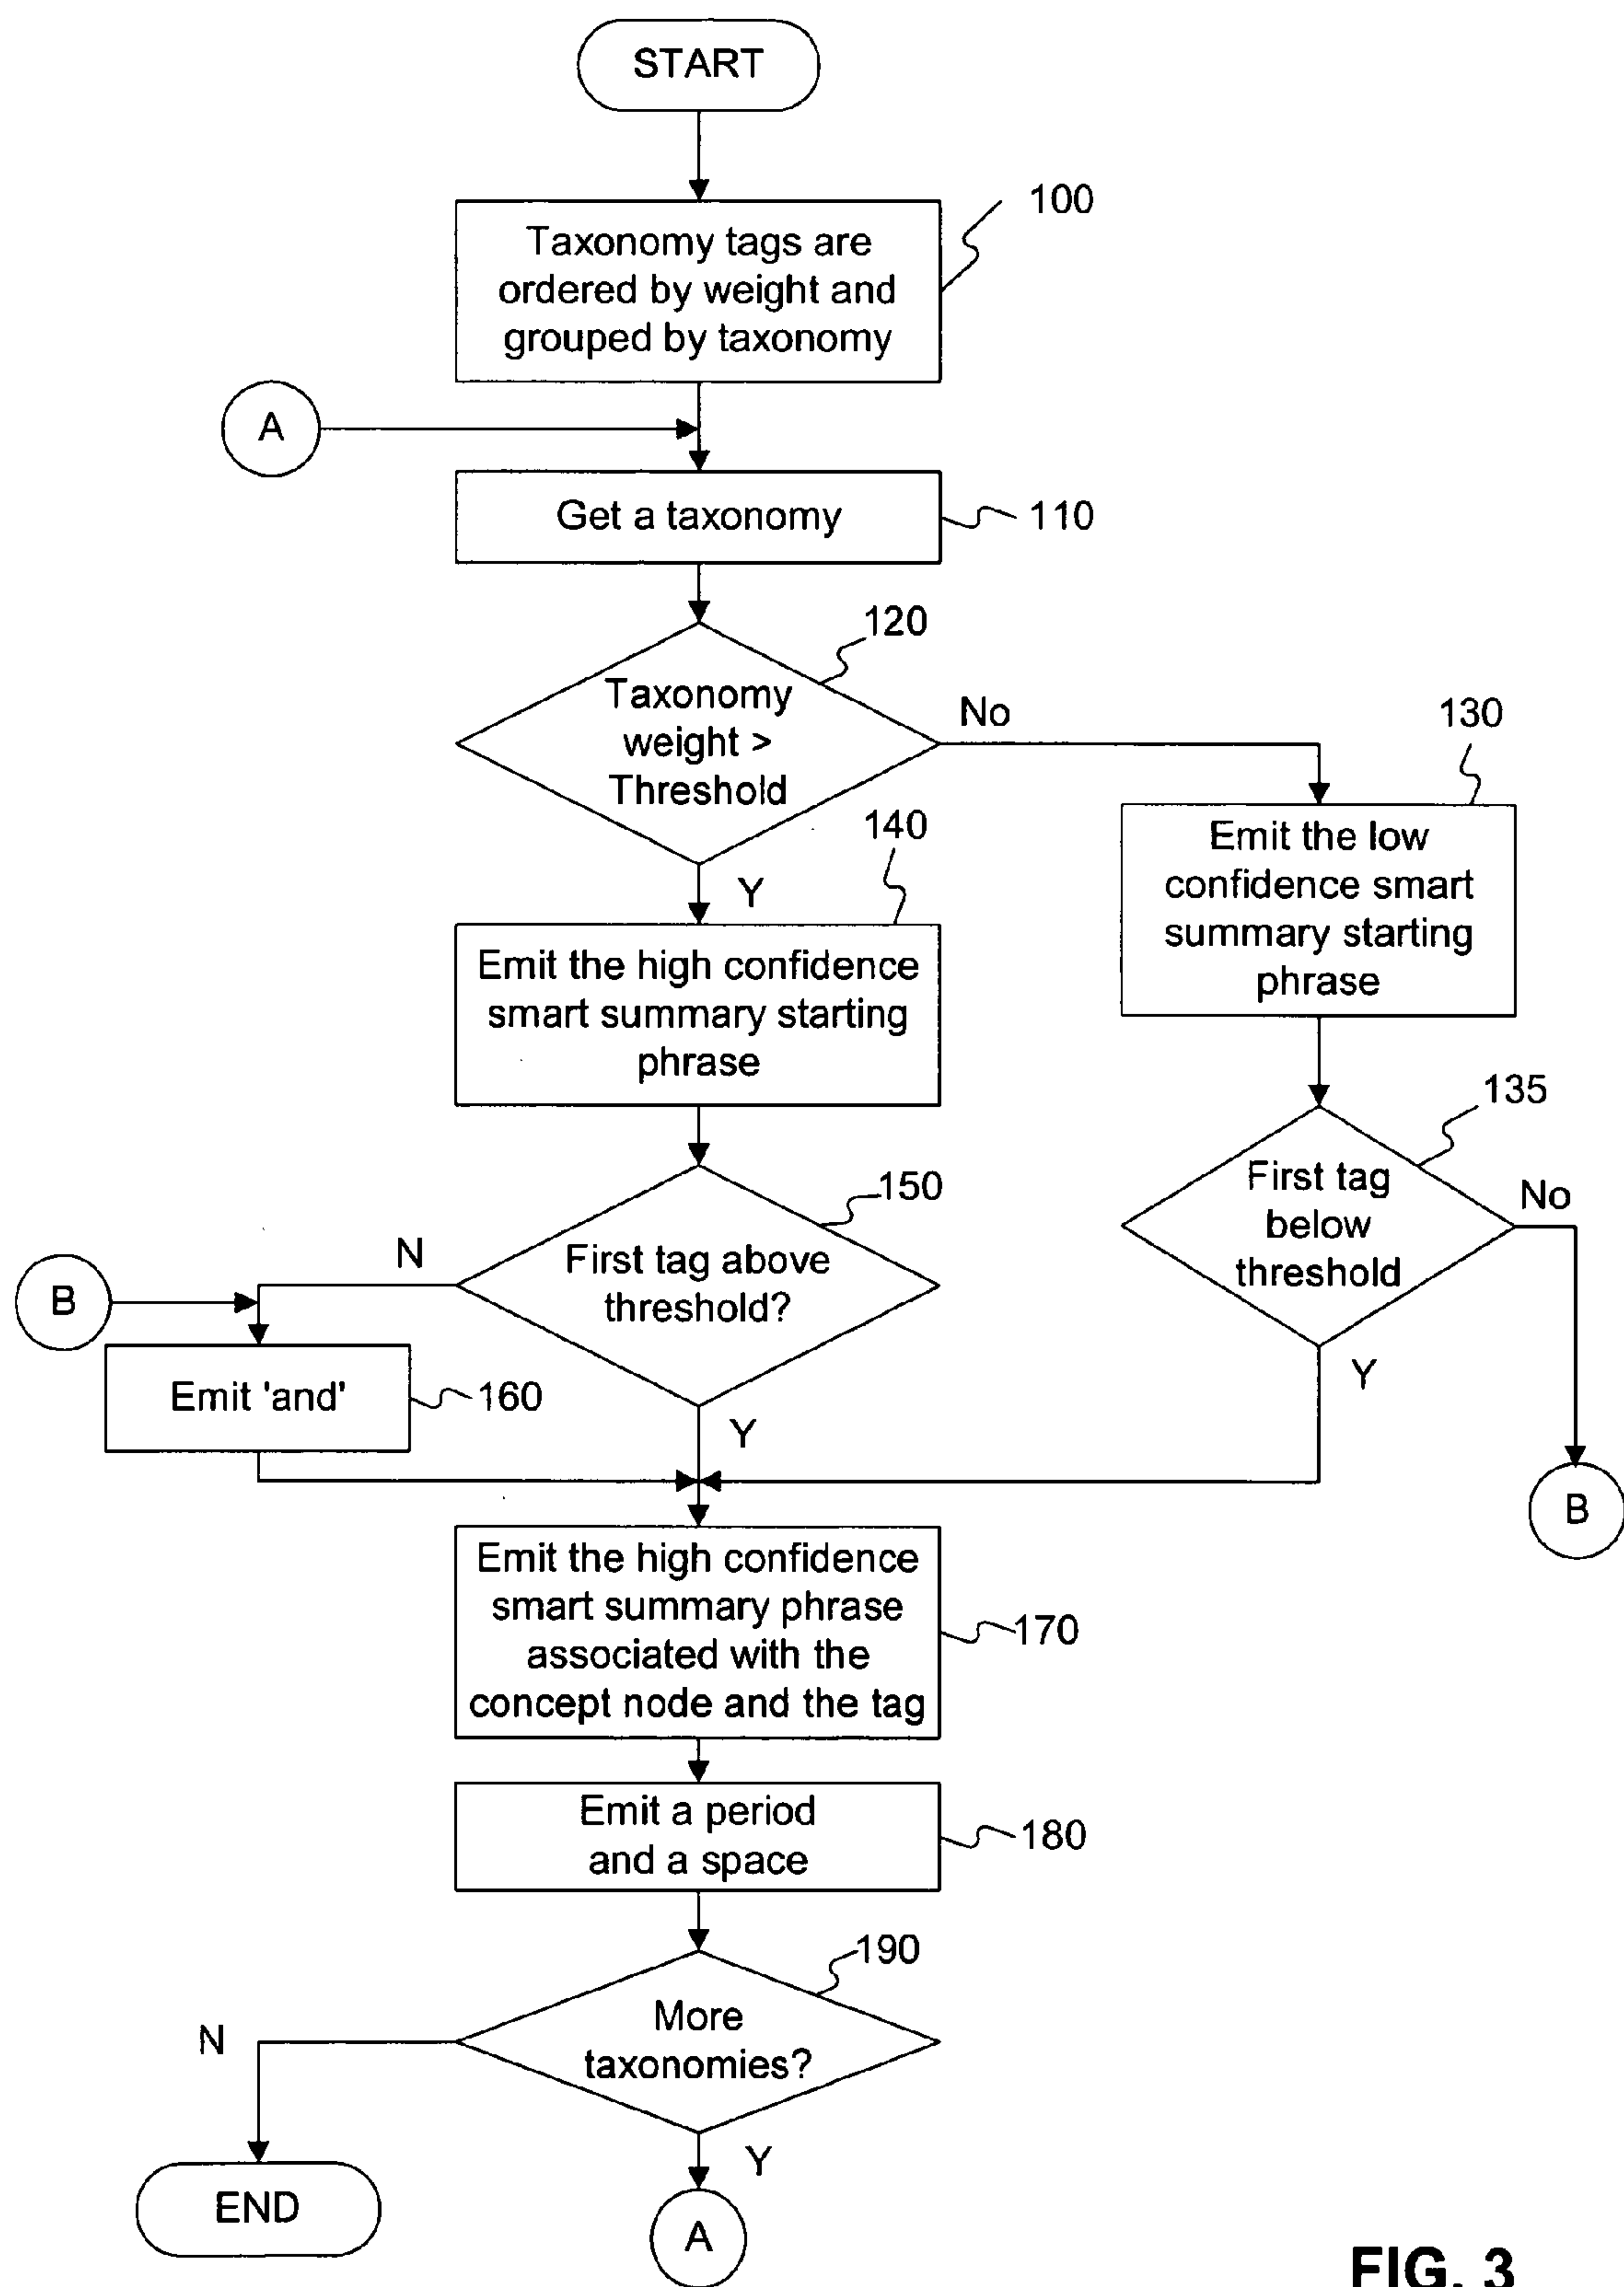 START
100
Taxonomy tags are
ordered by weight and
grouped by taxonomy
A
Get a taxonomy
110
120
Taxonomy
weight >
Threshold
No
130
Y
140
Emit the low
confidence smart
summary starting
phrase
Emit the high confidence
smart summary starting
phrase
135
First tag
below
threshold
No
Y
150
First tag above
threshold?
N
B
Emit 'and'
160
Y
B
Emit the high confidence
smart summary phrase
associated with the
concept node and the tag
170
Emit a period
and a space
180
190
More
taxonomies?
N
END
Y
A
FIG. 3